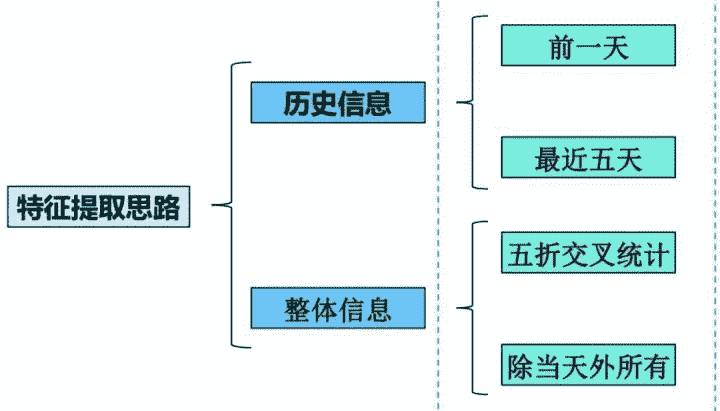 特征提取思路
历史信息
前一天
最近五天
整体信息
五折交叉统计
除当天外所有